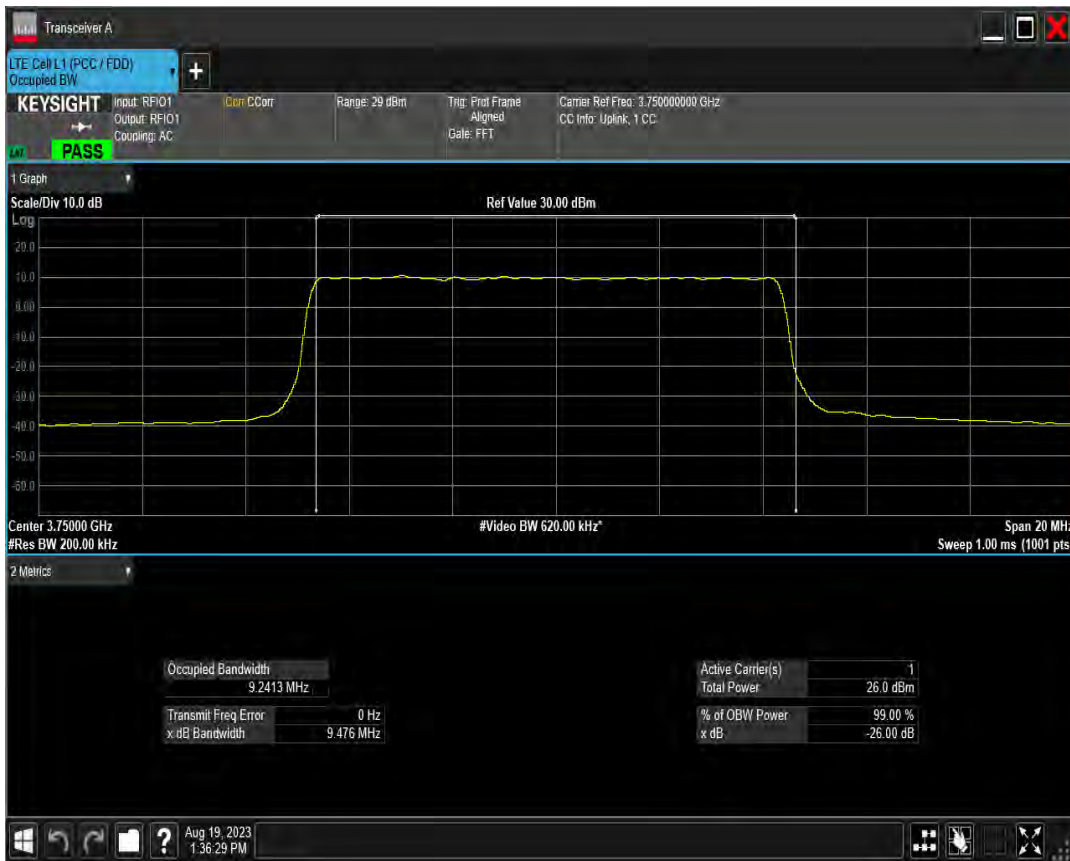 Transceiver A
LTE Cell L1 (PCC / FDD)
Occupied BW
+
KEYSIGHT
Input: RFIO1
Output: RFIO1
Coupling: AC
Corr CCorr
Range: 29 dBm
Trig: Prot Frame
Aligned
Gate: FFT
Carrier Ref Freq: 3.750000000 GHz
CC Info: Uplink, 1 CC
PASS
1 Graph
Scale/Div 10.0 dB
Ref Value 30.00 dBm
Log
20.0
10.0
0.00
-10.0
-20.0
-30.0
-40.0
-50.0
-60.0
Center 3.75000 GHz
#Video BW 620.00 kHz*
Span 20 MHz
#Res BW 200.00 kHz
Sweep 1.00 ms (1001 pts
2 Metrics
Occupied Bandwidth
9.2413 MHz
Transmit Freq Error 0 Hz
x dB Bandwidth 9.476 MHz
Active Carrier(s) 1
Total Power 26.0 dBm
% of OBW Power 99.00 %
x dB -26.00 dB
?
Aug 19, 2023
1:36:29 PM